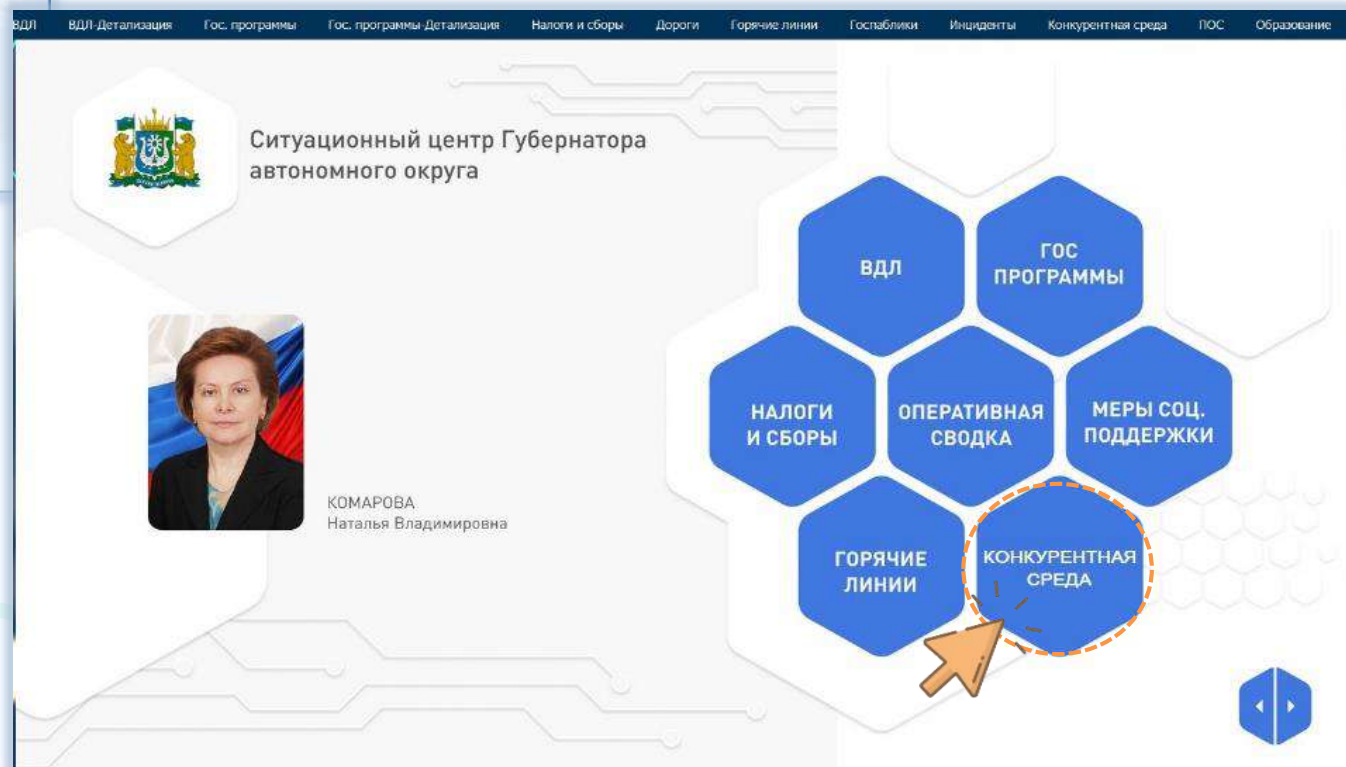 ВДЛ ВДЛ-Детализация Гос. программы Гос. программы-Детализация Налоги и сборы Дороги Горячие линии Госпаблики Инциденты Конкурентная среда ПОС Образование
Ситуационный центр Губернатора
автономного округа
ВДЛ
ГОС
ПРОГРАММЫ
НАЛОГИ
И СБОРЫ
ОПЕРАТИВНАЯ
СВОДКА
МЕРЫ СОЦ.
ПОДДЕРЖКИ
КОМАРОВА
Наталья Владимировна
ГОРЯЧИЕ
ЛИНИИ
КОНКУРЕНТНАЯ
СРЕДА